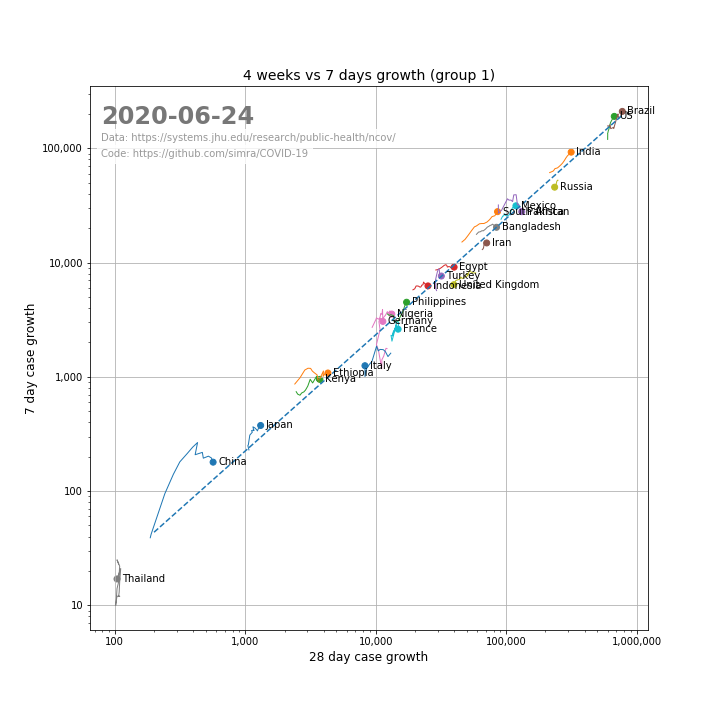 4 weeks vs 7 days growth (group 1)
2020-06-24
Data: https://systems.jhu.edu/research/public-health/ncov/
Code: https://github.com/simra/COVID-19
7 day case growth
100,000
10,000
1,000
100
10
Brazil
US
India
Russia
Mexico
South Africa
Pakistan
Bangladesh
Iran
Egypt
Turkey
United Kingdom
Indonesia
Philippines
Nigeria
Germany
France
Italy
Ethiopia
Kenya
Japan
China
Thailand
100
1,000
10,000
100,000
1,000,000
28 day case growth